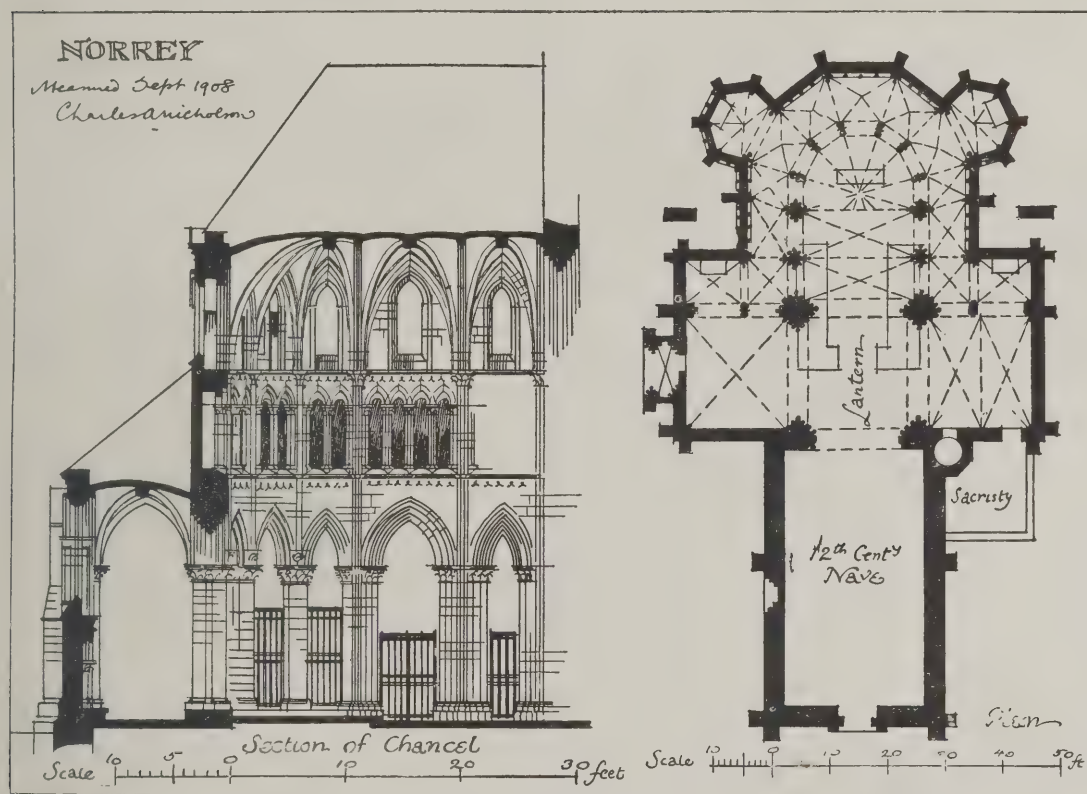 NORREY
Measured Sept 1908
Charles A Nicholson
Lantern
Sacristy
12th Centy
Nave
Plan
Section of Chancel
Scale 10 5 0 10 20 30 feet
Scale 10 0 10 20 30 40 50 ft